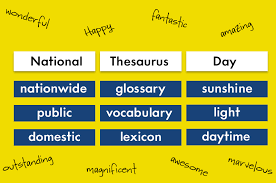 wonderful
Happy
fantastic
amazing
National Thesaurus Day
nationwide glossary sunshine
public vocabulary light
domestic lexicon daytime
outstanding
magnificent
awesome
marvelous